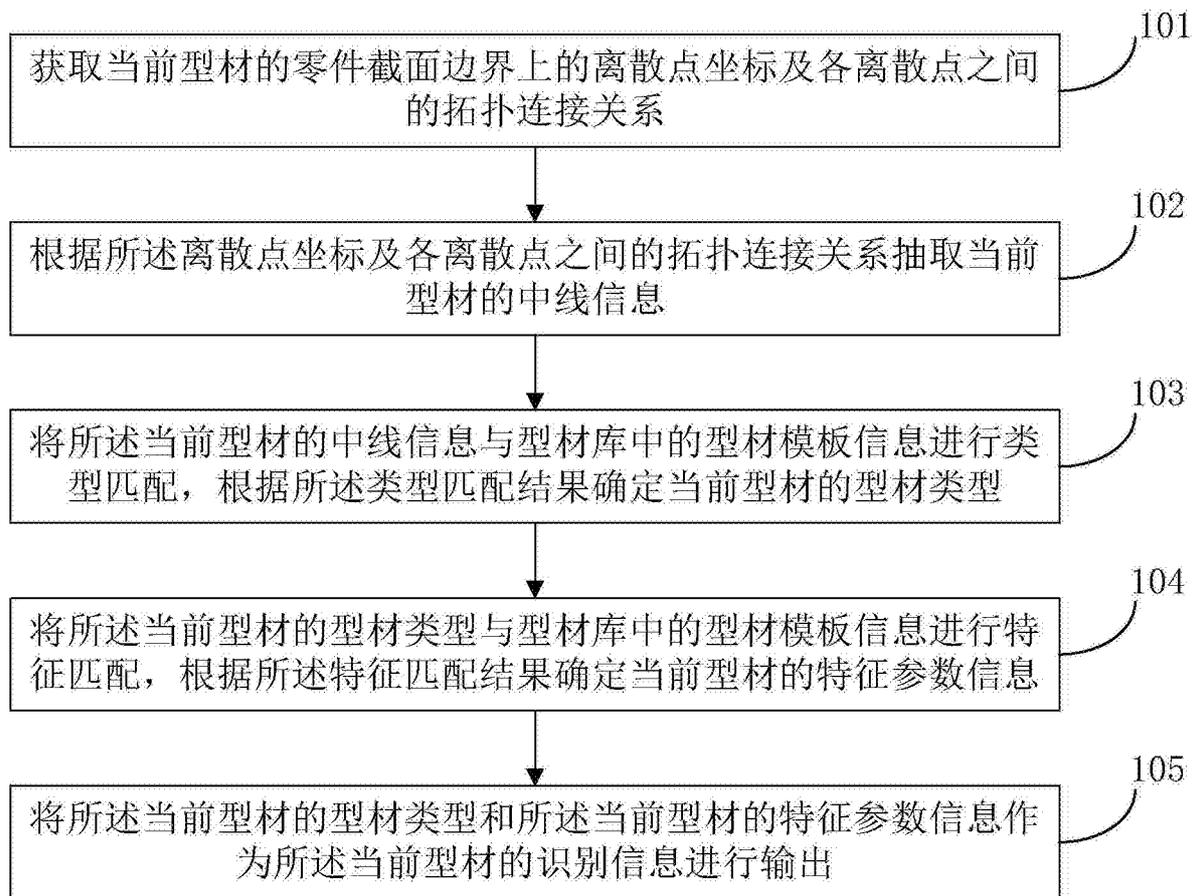 101
获取当前型材的零件截面边界上的离散点坐标及各离散点之间
的拓扑连接关系
102
根据所述离散点坐标及各离散点之间的拓扑连接关系抽取当前
型材的中线信息
103
将所述当前型材的中线信息与型材库中的型材模板信息进行类
型匹配，根据所述类型匹配结果确定当前型材的型材类型
104
将所述当前型材的型材类型与型材库中的型材模板信息进行特
征匹配，根据所述特征匹配结果确定当前型材的特征参数信息
105
将所述当前型材的型材类型和所述当前型材的特征参数信息作
为所述当前型材的识别信息进行输出